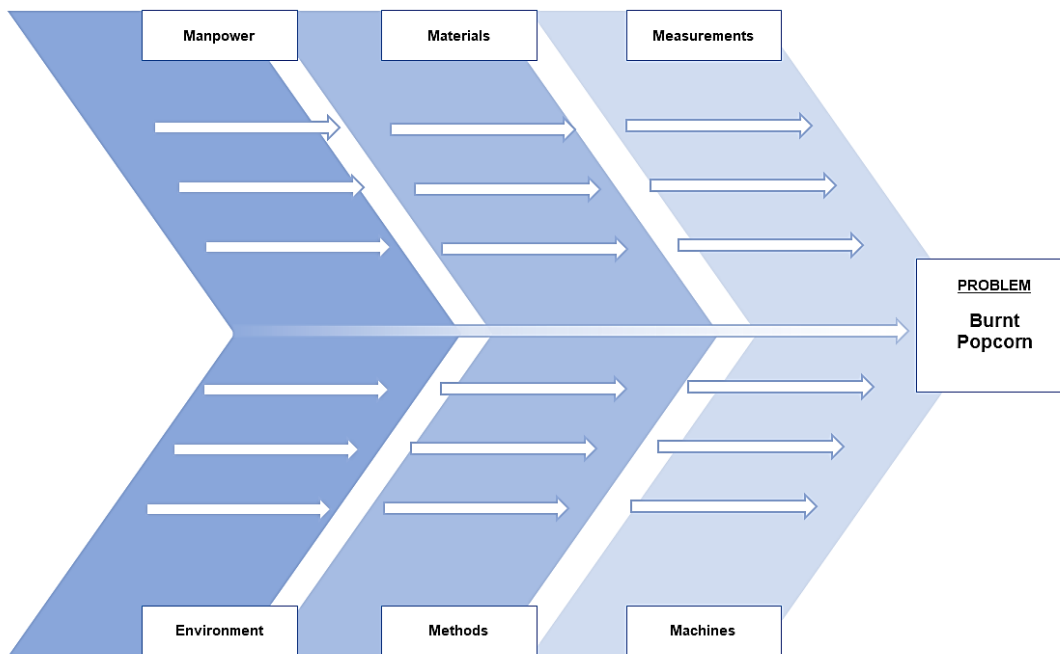 Manpower
Materials
Measurements
PROBLEM
Burnt
Popcorn
Environment
Methods
Machines